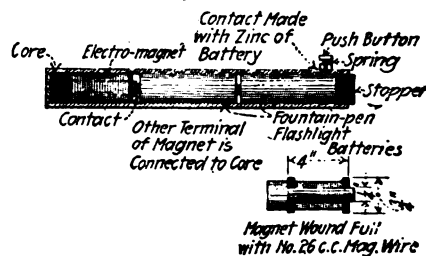 Contact Made
with Zinc of
Battery
Push Button
Spring
Core
Electro-magnet
Stopper
Contact
Other Terminal
of Magnet is
Connected to Core
Fountain-pen
Flashlight
Batteries
4"
Magnet Wound Full
with No.26 c.c. Mag. Wire